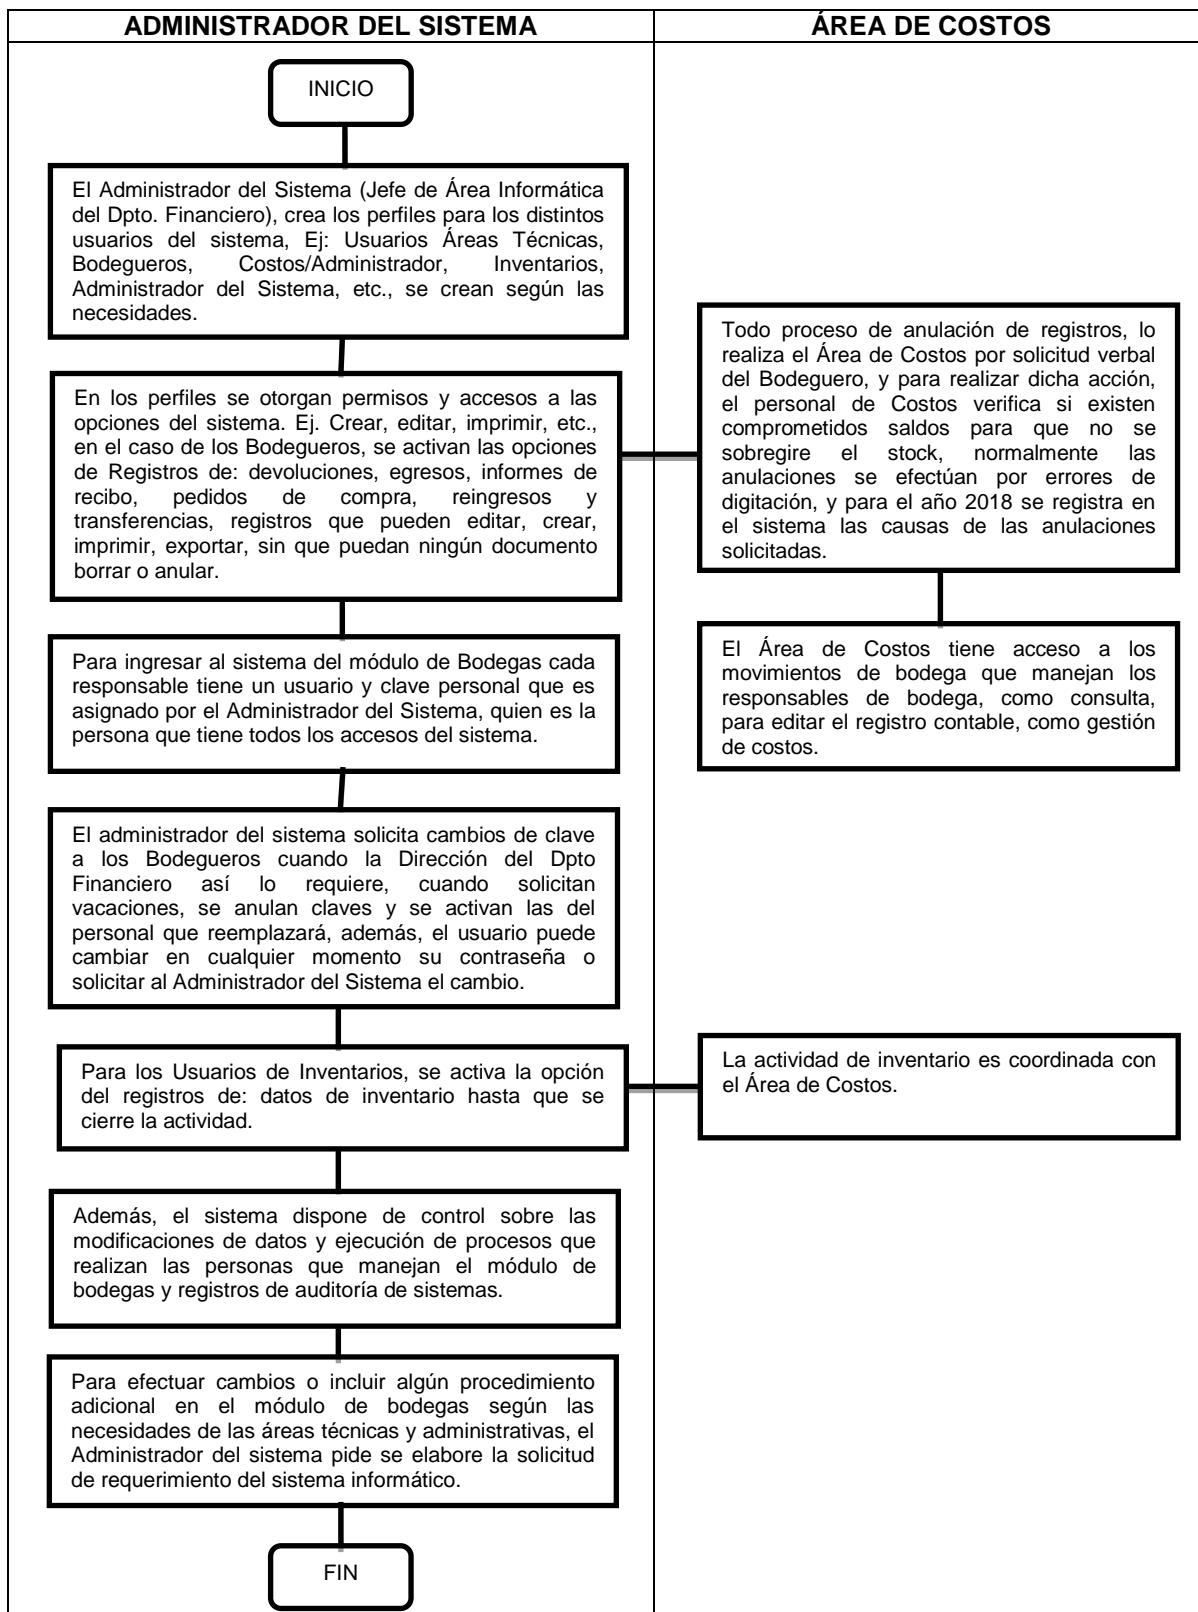 ADMINISTRADOR DEL SISTEMA
ÁREA DE COSTOS
INICIO
El Administrador del Sistema (Jefe de Área Informática
del Dpto. Financiero), crea los perfiles para los distintos
usuarios del sistema, Ej: Usuarios Áreas Técnicas,
Bodegueros, Costos/Administrador, Inventarios,
Administrador del Sistema, etc., se crean según las
necesidades.
En los perfiles se otorgan permisos y accesos a las
opciones del sistema. Ej. Crear, editar, imprimir, etc.,
en el caso de los Bodegueros, se activan las opciones
de Registros de: devoluciones, egresos, informes de
recibo, pedidos de compra, reingresos y
transferencias, registros que pueden editar, crear,
imprimir, exportar, sin que puedan ningún documento
borrar o anular.
Todo proceso de anulación de registros, lo
realiza el Área de Costos por solicitud verbal
del Bodeguero, y para realizar dicha acción,
el personal de Costos verifica si existen
comprometidos saldos para que no se
sobregire el stock, normalmente las
anulaciones se efectúan por errores de
digitación, y para el año 2018 se registra en
el sistema las causas de las anulaciones
solicitadas.
Para ingresar al sistema del módulo de Bodegas cada
responsable tiene un usuario y clave personal que es
asignado por el Administrador del Sistema, quien es la
persona que tiene todos los accesos del sistema.
El Área de Costos tiene acceso a los
movimientos de bodega que manejan los
responsables de bodega, como consulta,
para editar el registro contable, como gestión
de costos.
El administrador del sistema solicita cambios de clave
a los Bodegueros cuando la Dirección del Dpto
Financiero así lo requiere, cuando solicitan
vacaciones, se anulan claves y se activan las del
personal que reemplazará, además, el usuario puede
cambiar en cualquier momento su contraseña o
solicitar al Administrador del Sistema el cambio.
Para los Usuarios de Inventarios, se activa la opción
del registros de: datos de inventario hasta que se
cierre la actividad.
La actividad de inventario es coordinada con
el Área de Costos.
Además, el sistema dispone de control sobre las
modificaciones de datos y ejecución de procesos que
realizan las personas que manejan el módulo de
bodegas y registros de auditoría de sistemas.
Para efectuar cambios o incluir algún procedimiento
adicional en el módulo de bodegas según las
necesidades de las áreas técnicas y administrativas, el
Administrador del sistema pide se elabore la solicitud
de requerimiento del sistema informático.
FIN